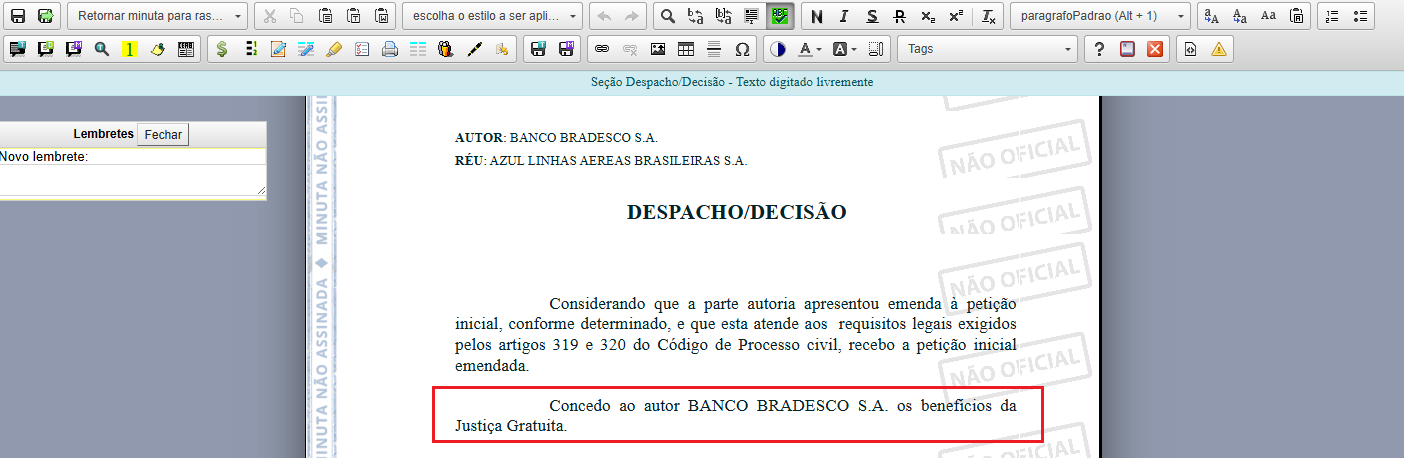 Retornar minuta para ras...
escolha o estilo a ser apli...
N I S R x₂ x² Ix
paragrafoPadrao (Alt + 1)
Tags
Seção Despacho/Decisão - Texto digitado livremente
Lembretes Fechar
Novo lembrete:
MINUTA NÃO ASSINADA ◆ MINUTA NÃO ASSI
AUTOR: BANCO BRADESCO S.A.
RÉU: AZUL LINHAS AEREAS BRASILEIRAS S.A.
NÃO OFICIAL
DESPACHO/DECISÃO
NÃO OFICIAL
NÃO OFICIAL
Considerando que a parte autoria apresentou emenda à petição
inicial, conforme determinado, e que esta atende aos requisitos legais exigidos
pelos artigos 319 e 320 do Código de Processo civil, recebo a petição inicial
emendada.
NÃO OFICIAL
Concedo ao autor BANCO BRADESCO S.A. os benefícios da
Justiça Gratuita.
NÃO OFICIAL